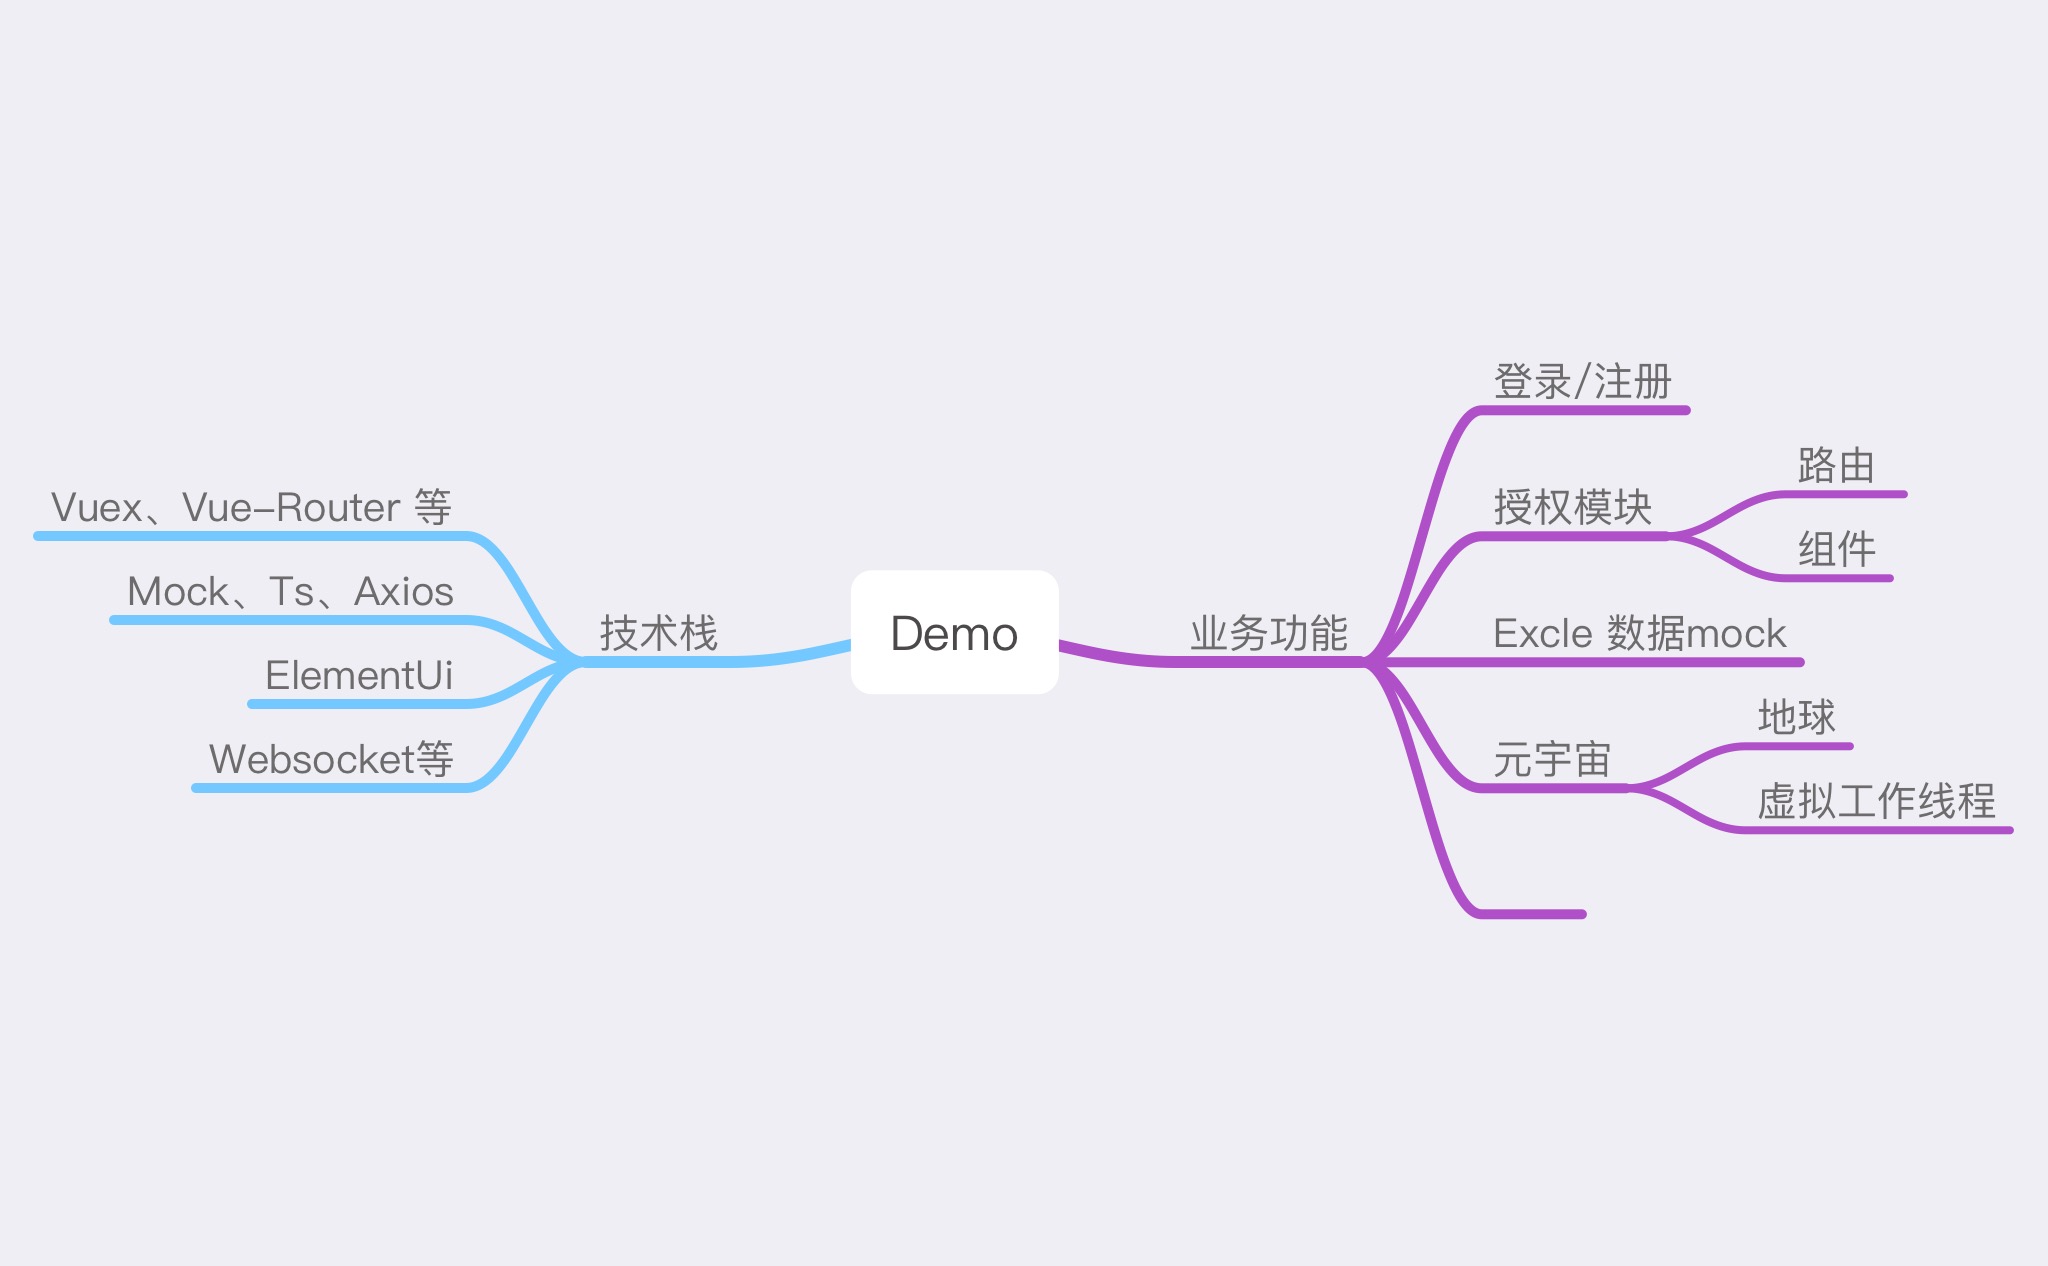 Demo
技术栈
Vuex、Vue-Router 等
Mock、Ts、Axios
ElementUi
Websocket等
业务功能
登录/注册
授权模块
路由
组件
Excle 数据mock
元宇宙
地球
虚拟工作线程